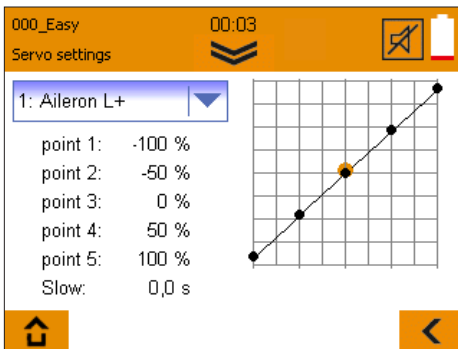 000_Easy 00:03
Servo settings
1: Aileron L+
point 1: -100 %
point 2: -50 %
point 3: 0 %
point 4: 50 %
point 5: 100 %
Slow: 0,0 s